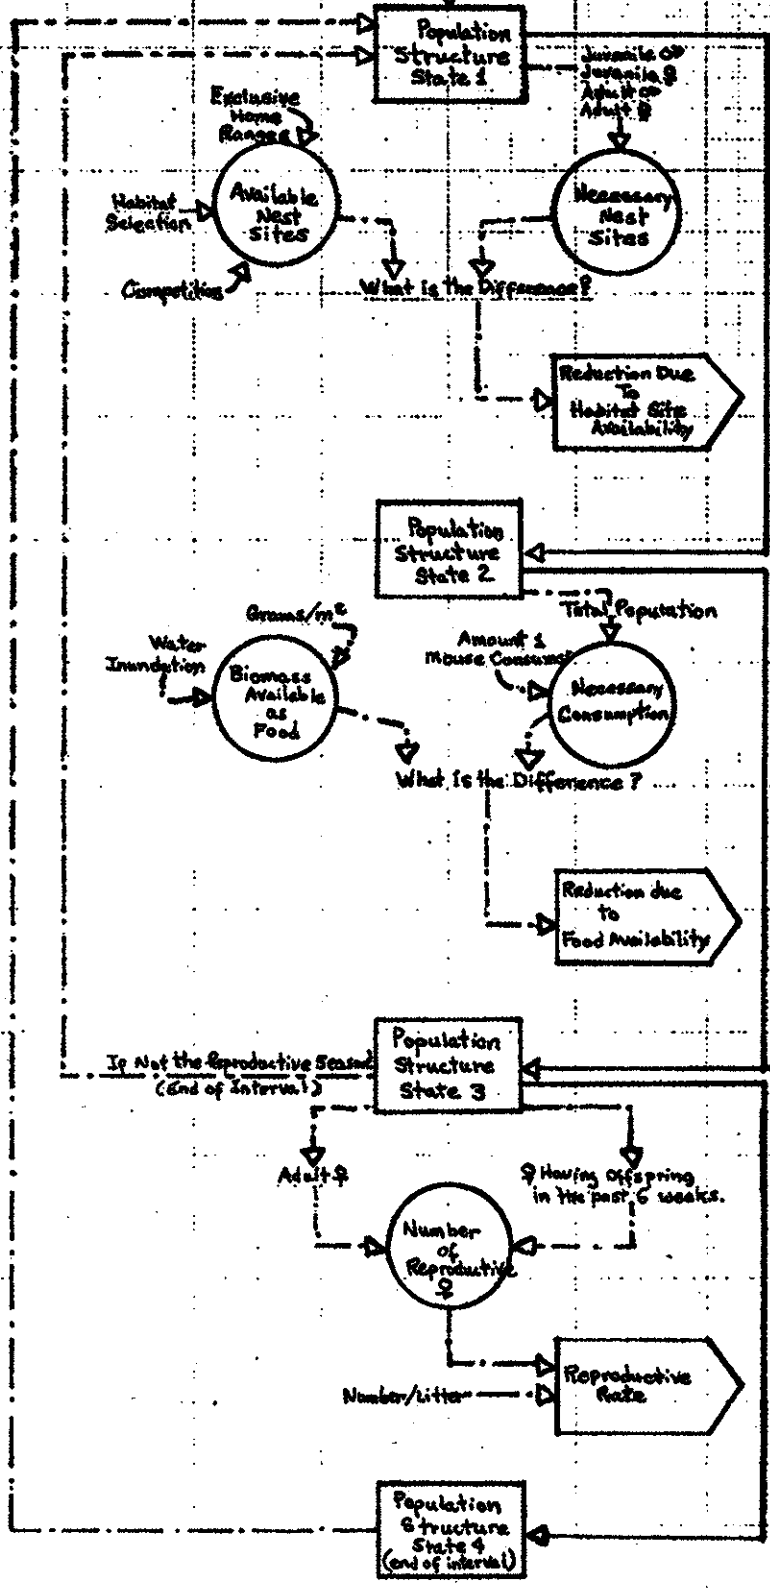 Population
Structure
State 1
Juvenile ♂
Juvenile ♀
Adult ♂
Adult ♀
Exclusive
Home
Ranges
Available
Nest
Sites
Habitat
Selection
Competition
Necessary
Nest
Sites
What is the Difference?
Reduction Due
To
Habitat Site
Availability
Population
Structure
State 2
Total Population
Grams/m²
Water
Inundation
Biomass
Available
as
Food
Amount 1
Mouse Consumes
Necessary
Consumption
What Is the Difference?
Reduction due
to
Food Availability
Population
Structure
State 3
If Not the Reproductive Season
(End of Interval)
Adult ♀
♀ Having Offspring
in the past 6 weeks.
Number
of
Reproductive
♀
Number/Litter
Reproductive
Rate
Population
Structure
State 4
(end of interval)